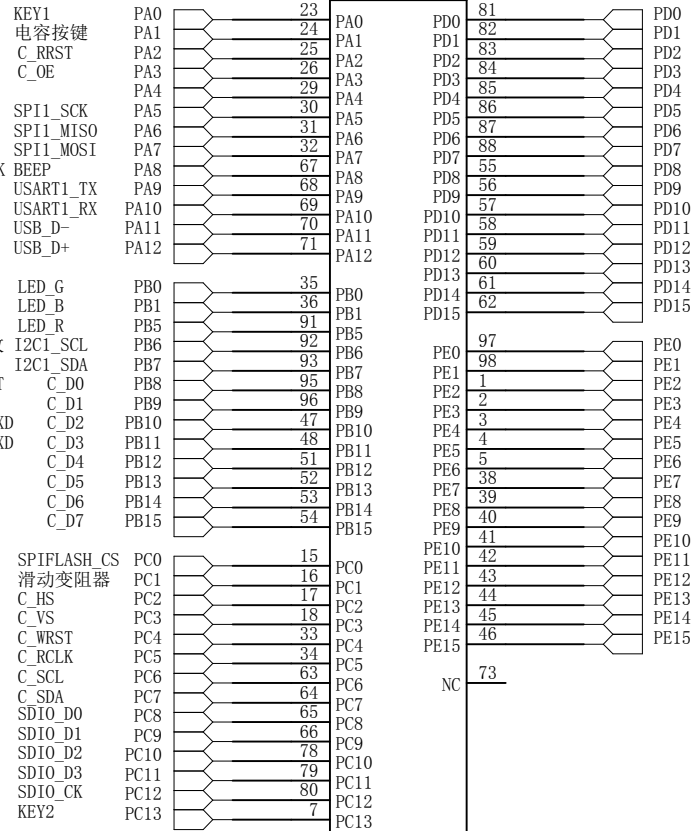 KEY1 PA0 23 PA0 PD0 81 PD0
电容按键 PA1 24 PA1 PD1 82 PD1
C_RRST PA2 25 PA2 PD2 83 PD2
C_OE PA3 26 PA3 PD3 84 PD3
PA4 29 PA4 PD4 85 PD4
SPI1_SCK PA5 30 PA5 PD5 86 PD5
SPI1_MISO PA6 31 PA6 PD6 87 PD6
SPI1_MOSI PA7 32 PA7 PD7 88 PD7
BEEP PA8 67 PA8 PD8 55 PD8
USART1_TX PA9 68 PA9 PD9 56 PD9
USART1_RX PA10 69 PA10 PD10 57 PD10
USB_D- PA11 70 PA11 PD11 58 PD11
USB_D+ PA12 71 PA12 PD12 59 PD12
PD13 60 PD13
LED_G PB0 35 PB0 PD14 61 PD14
LED_B PB1 36 PB1 PD15 62 PD15
LED_R PB5 91 PB5
I2C1_SCL PB6 92 PB6 PE0 97 PE0
I2C1_SDA PB7 93 PB7 PE1 98 PE1
C_D0 PB8 95 PB8 PE2 1 PE2
C_D1 PB9 96 PB9 PE3 2 PE3
XD C_D2 PB10 47 PB10 PE4 3 PE4
XD C_D3 PB11 48 PB11 PE5 4 PE5
C_D4 PB12 51 PB12 PE6 5 PE6
C_D5 PB13 52 PB13 PE7 38 PE7
C_D6 PB14 53 PB14 PE8 39 PE8
C_D7 PB15 54 PB15 PE9 40 PE9
PE10 41 PE10
SPIFLASH_CS PC0 15 PC0 PE11 42 PE11
滑动变阻器 PC1 16 PC1 PE12 43 PE12
C_HS PC2 17 PC2 PE13 44 PE13
C_VS PC3 18 PC3 PE14 45 PE14
C_WRST PC4 33 PC4 PE15 46 PE15
C_RCLK PC5 34 PC5
C_SCL PC6 63 PC6 NC 73
C_SDA PC7 64 PC7
SDIO_D0 PC8 65 PC8
SDIO_D1 PC9 66 PC9
SDIO_D2 PC10 78 PC10
SDIO_D3 PC11 79 PC11
SDIO_CK PC12 80 PC12
KEY2 PC13 7 PC13